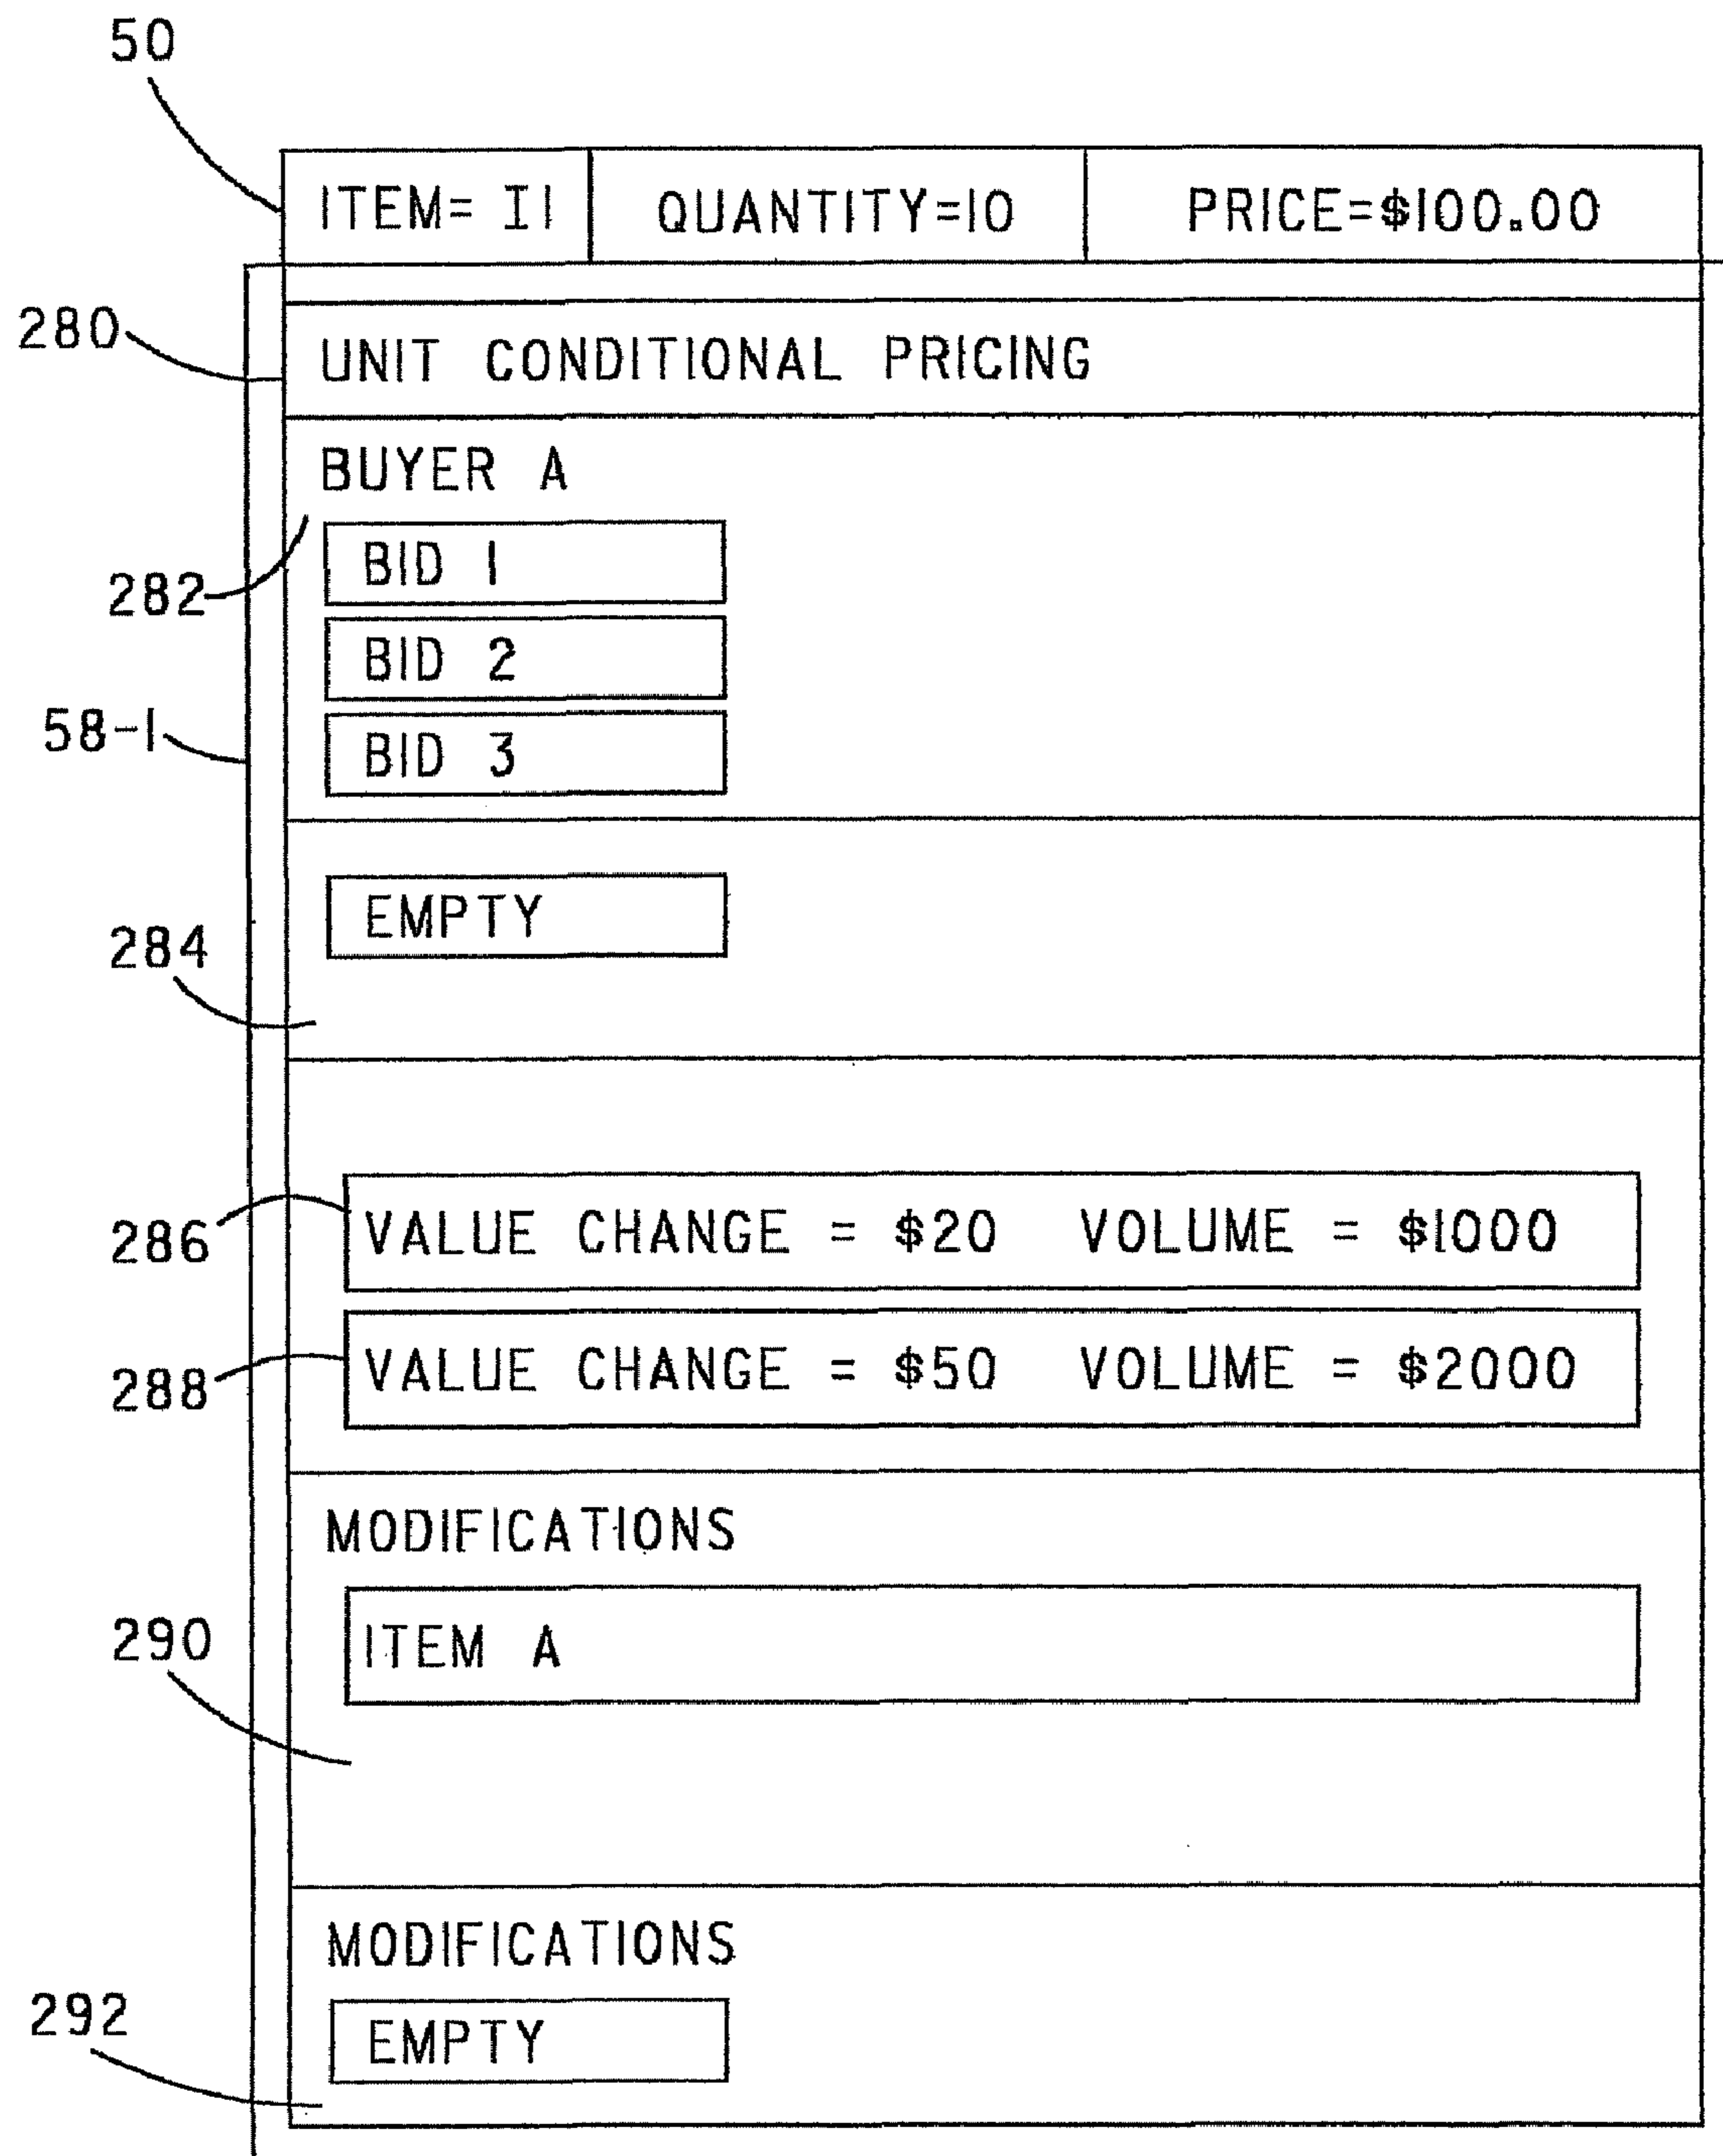 50
ITEM= I1 QUANTITY=10 PRICE=$100.00
280
UNIT CONDITIONAL PRICING
BUYER A
282
BID 1
BID 2
58-1
BID 3
284
EMPTY
286
VALUE CHANGE = $20 VOLUME = $1000
288
VALUE CHANGE = $50 VOLUME = $2000
MODIFICATIONS
290
ITEM A
MODIFICATIONS
292
EMPTY